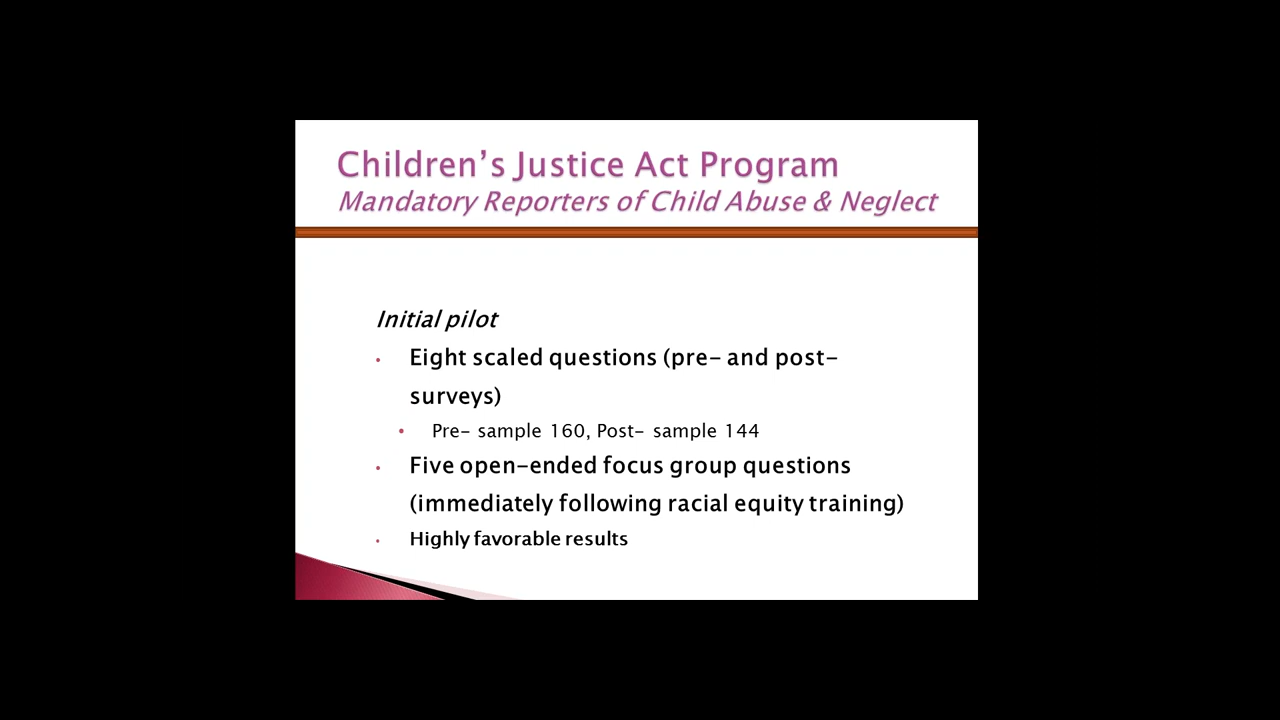 Children’s Justice Act Program
Mandatory Reporters of Child Abuse & Neglect
Initial pilot
• Eight scaled questions (pre- and post-
surveys)
• Pre- sample 160, Post- sample 144
• Five open-ended focus group questions
(immediately following racial equity training)
• Highly favorable results